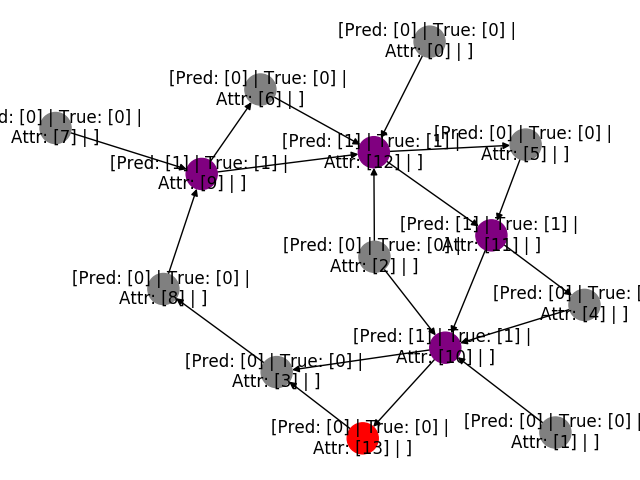 [Pred: [0] | True: [0] |
Attr: [0] | ]
[Pred: [0] | True: [0] |
Attr: [6] | ]
d: [0] | True: [0] |
Attr: [7] | ]
[Pred: [1] | True: [1] |
Attr: [12] | ]
[Pred: [0] | True: [0] |
Attr: [5] | ]
[Pred: [1] | True: [1] |
Attr: [9] | ]
[Pred: [1] | True: [1] |
Attr: [11] | ]
[Pred: [0] | True: [0] |
Attr: [2] | ]
[Pred: [0] | True: [0] |
Attr: [8] | ]
[Pred: [0] | True: [
Attr: [4] | ]
[Pred: [1] | True: [1] |
Attr: [10] | ]
[Pred: [0] | True: [0] |
Attr: [3] | ]
[Pred: [0] | True: [0] |
Attr: [13] | ]
[Pred: [0] | True: [0] |
Attr: [1] | ]